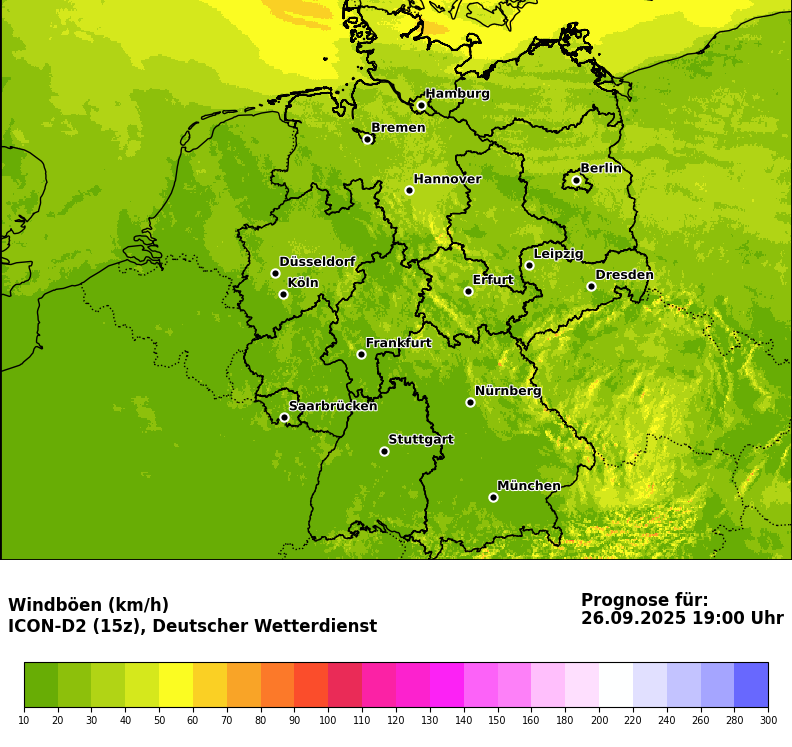 Hamburg
Bremen
Berlin
Hannover
Leipzig
Düsseldorf
Dresden
Erfurt
Köln
Frankfurt
Nürnberg
Saarbrücken
Stuttgart
München
Windböen (km/h)
ICON-D2 (15z), Deutscher Wetterdienst
Prognose für:
26.09.2025 19:00 Uhr
10 20 30 40 50 60 70 80 90 100 110 120 130 140 150 160 180 200 220 240 260 280 300